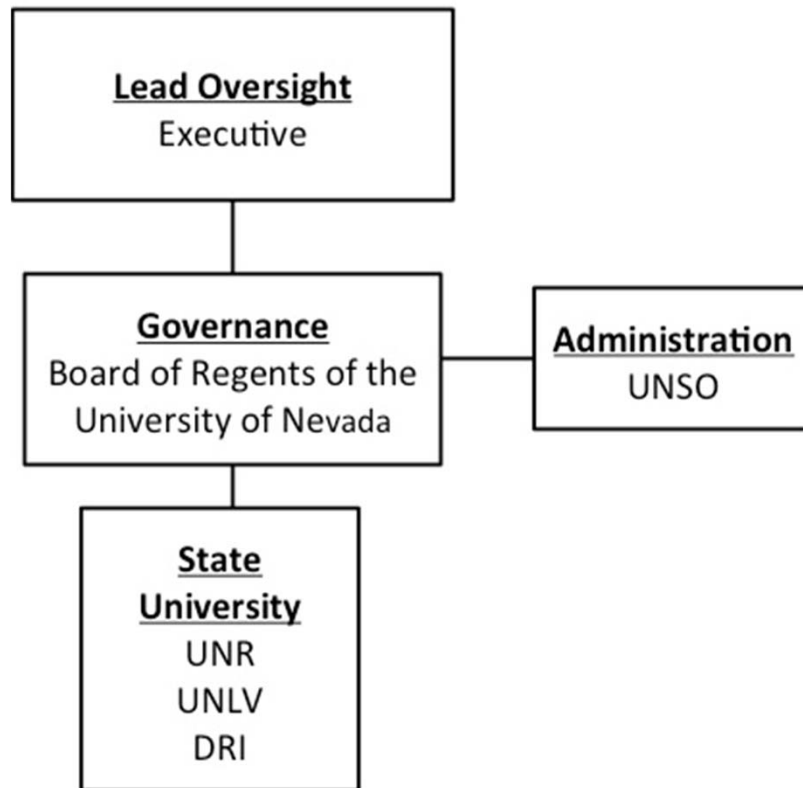 Lead Oversight
Executive
Governance
Board of Regents of the
University of Nevada
Administration
UNSO
State
University
UNR
UNLV
DRI